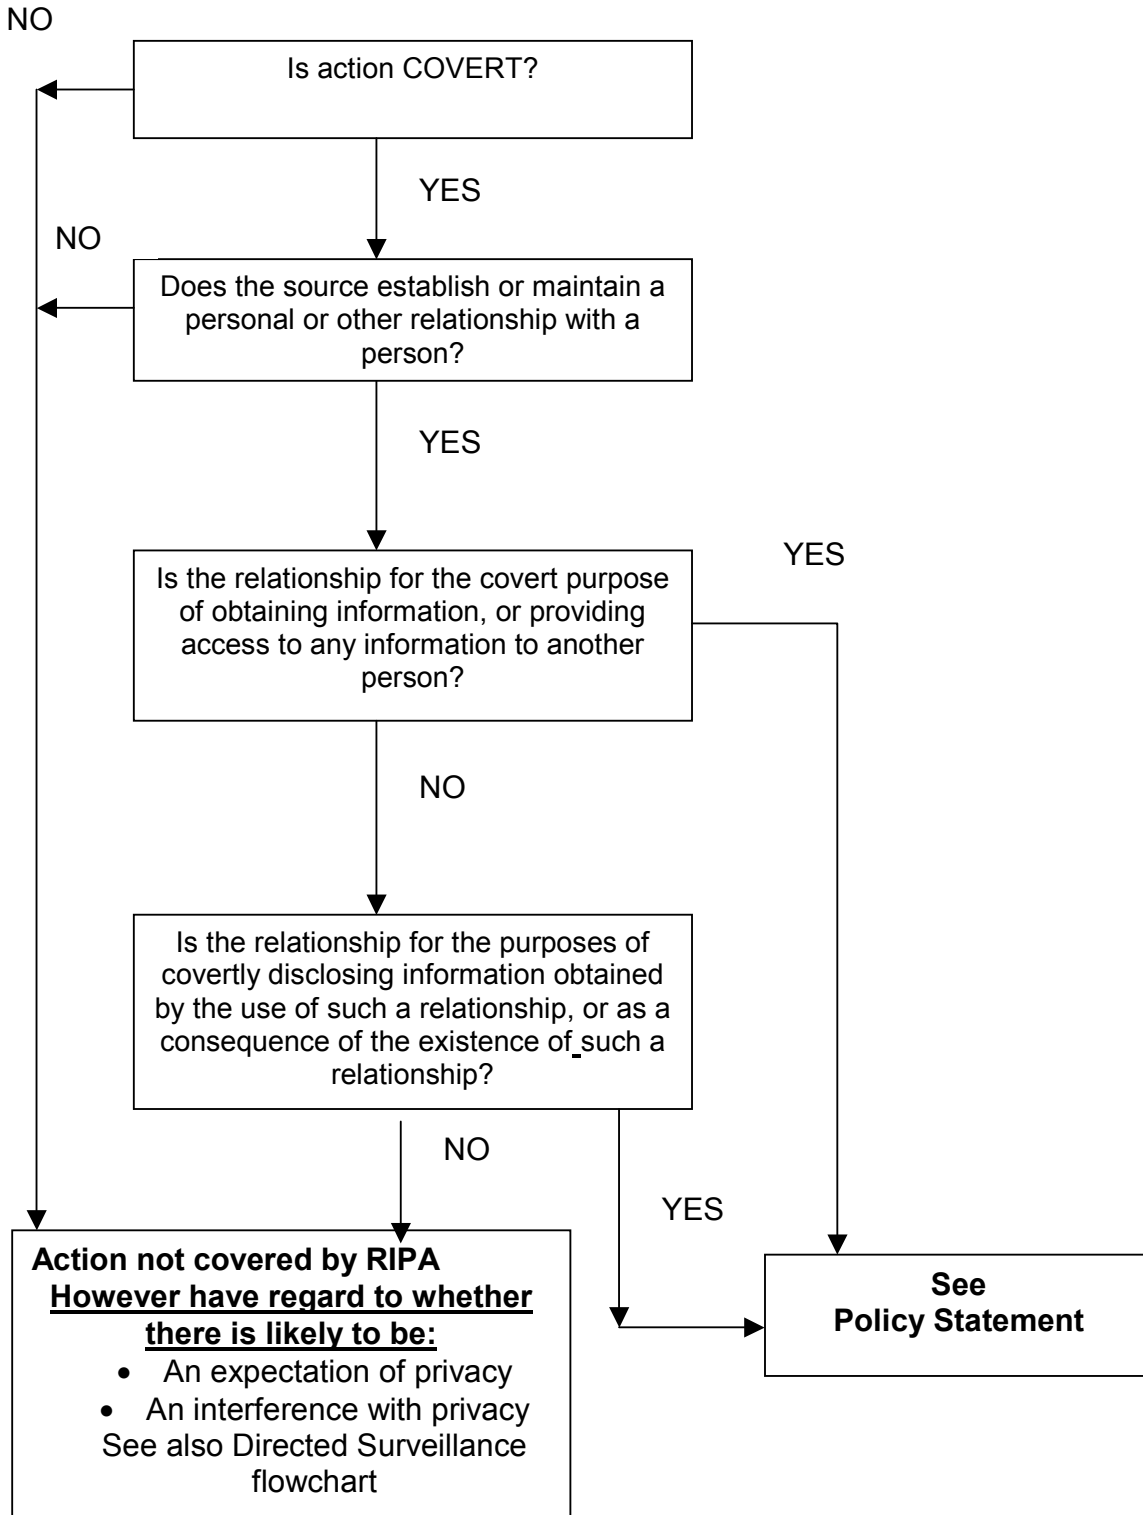 NO
Is action COVERT?
YES
NO
Does the source establish or maintain a
personal or other relationship with a
person?
YES
YES
Is the relationship for the covert purpose
of obtaining information, or providing
access to any information to another
person?
NO
Is the relationship for the purposes of
covertly disclosing information obtained
by the use of such a relationship, or as a
consequence of the existence of such a
relationship?
NO
YES
Action not covered by RIPA
However have regard to whether
there is likely to be:
• An expectation of privacy
• An interference with privacy
See also Directed Surveillance
flowchart
See
Policy Statement